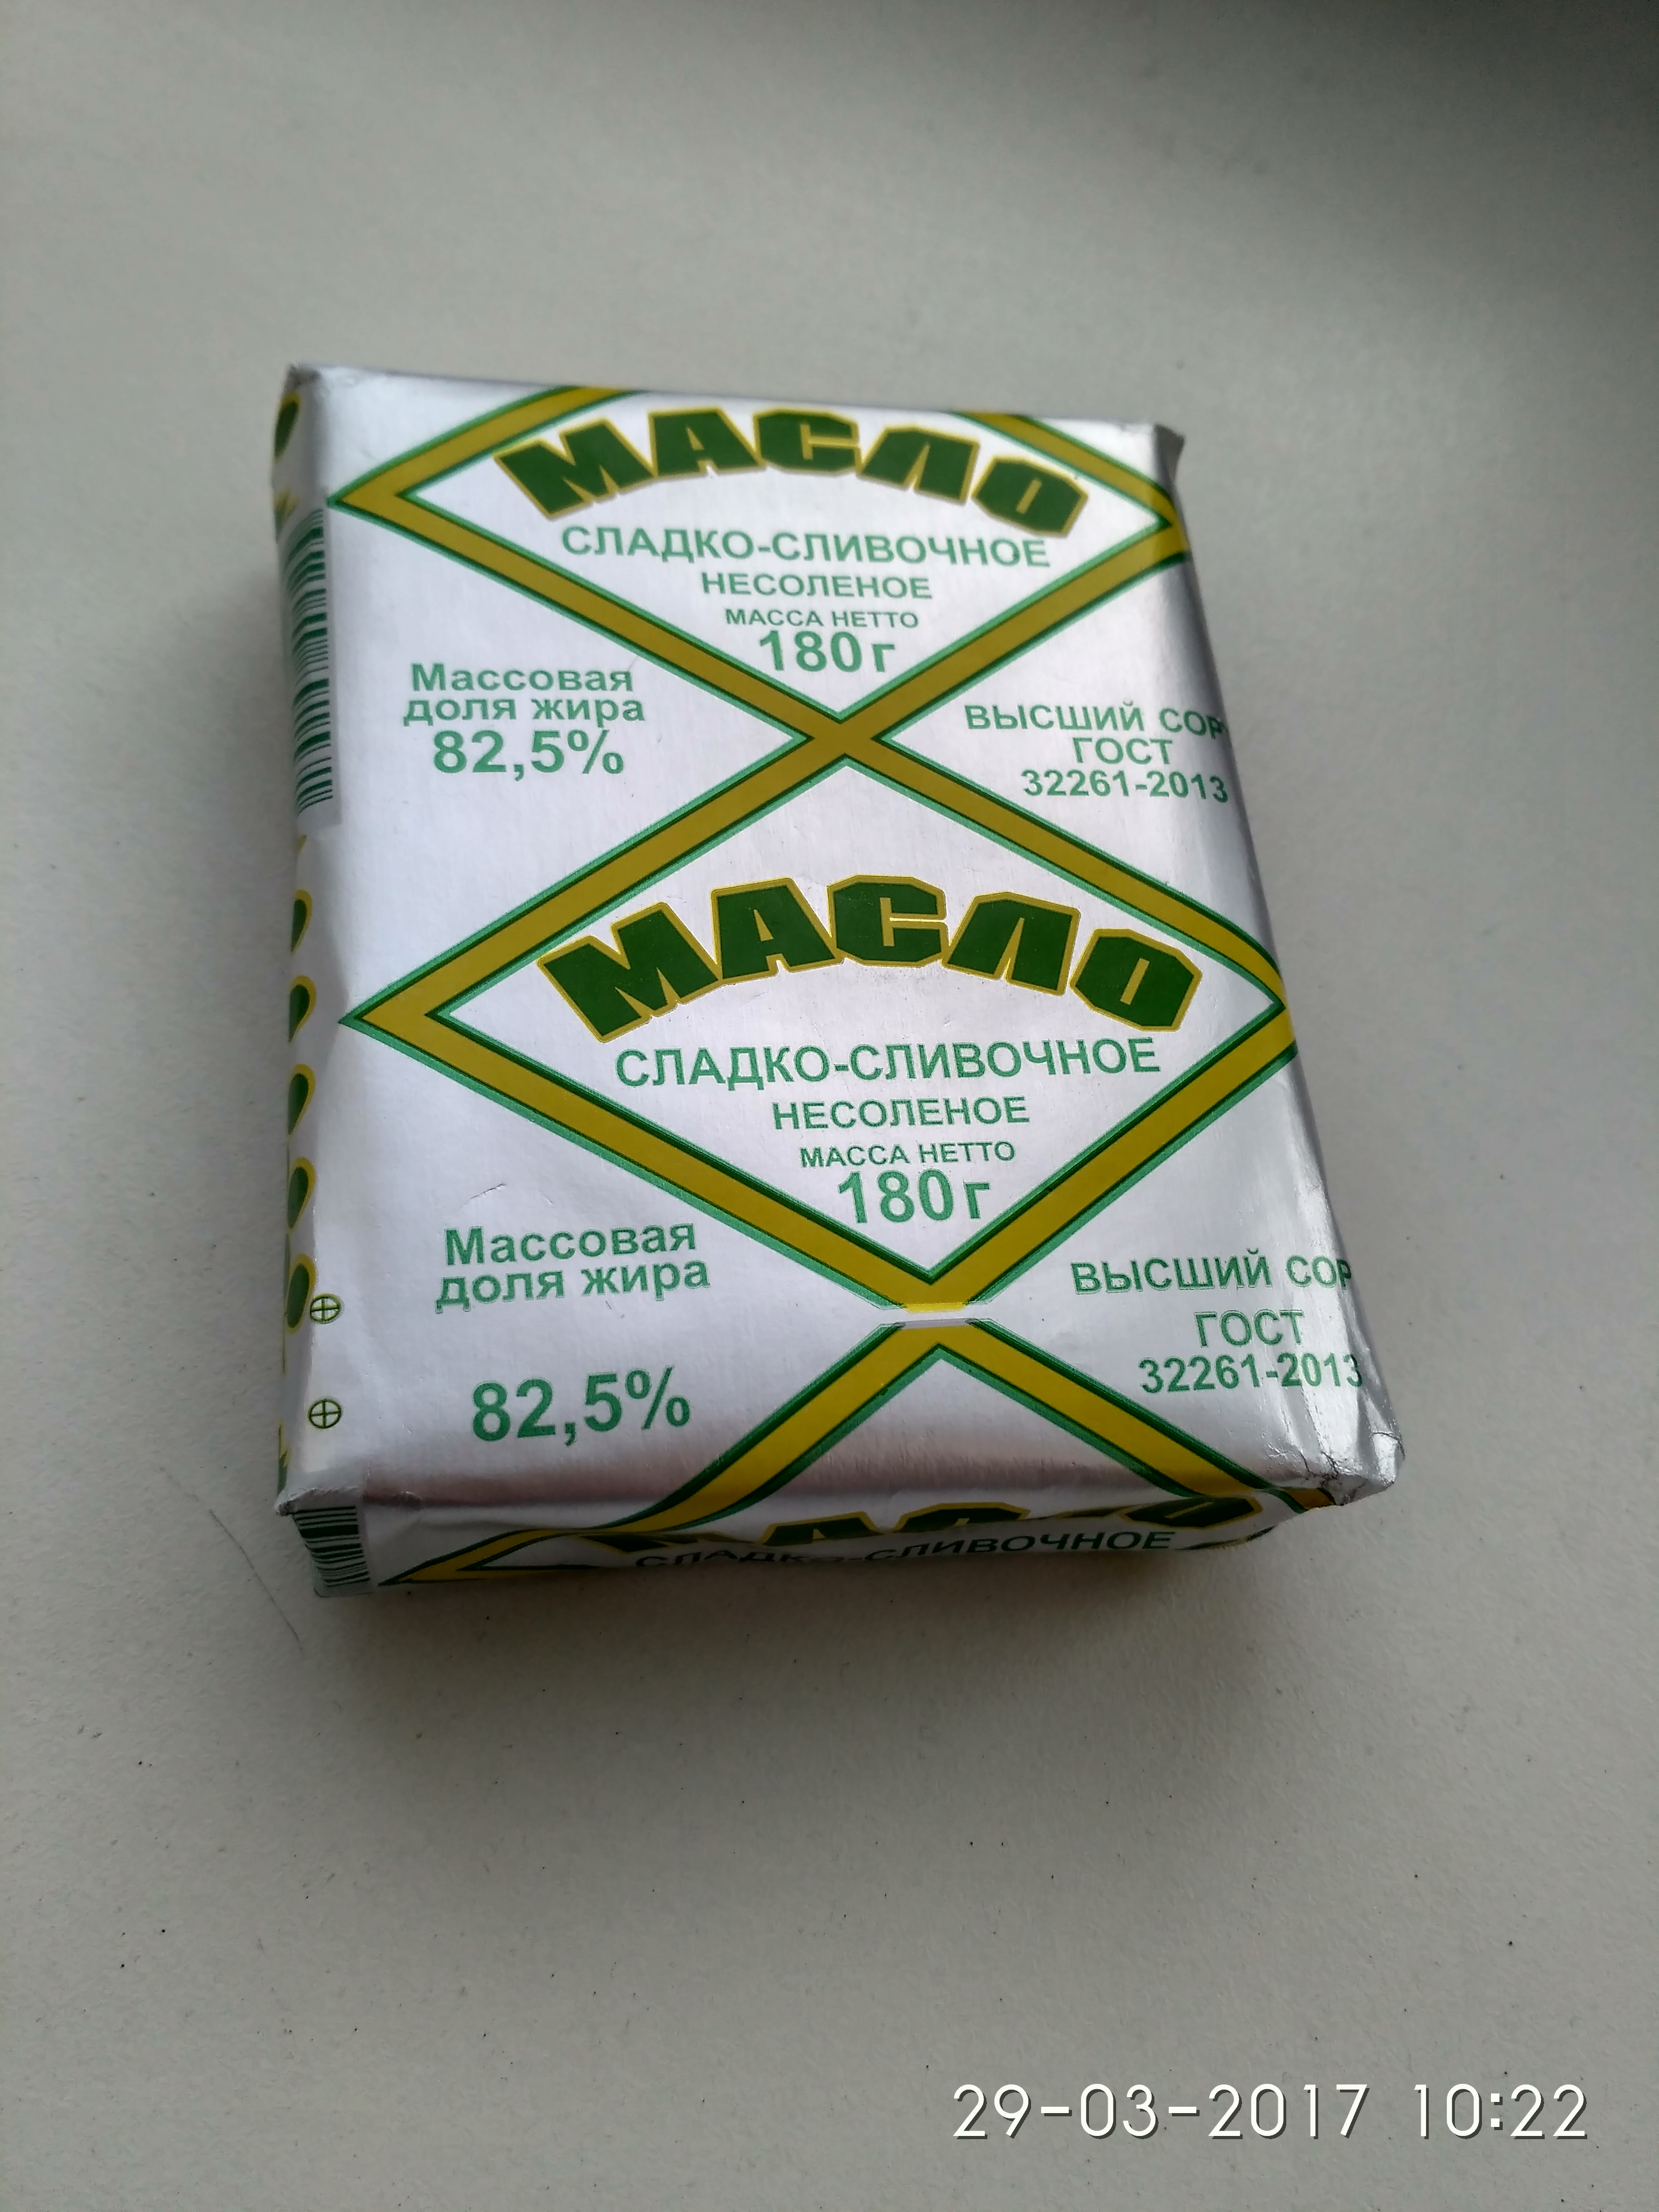 МАСЛО
СЛАДКО-СЛИВОЧНОЕ
НЕСОЛЕНОЕ
МАССА НЕТТО
180г
Массовая
доля жира
82,5%
ВЫСШИЙ СОР
ГОСТ
32261-2013
МАСЛО
СЛАДКО-СЛИВОЧНОЕ
НЕСОЛЕНОЕ
МАССА НЕТТО
180г
Массовая
доля жира
82,5%
ВЫСШИЙ СОР
ГОСТ
32261-2013
МАСЛО
СЛАДКО-СЛИВОЧНОЕ
29-03-2017 10:22